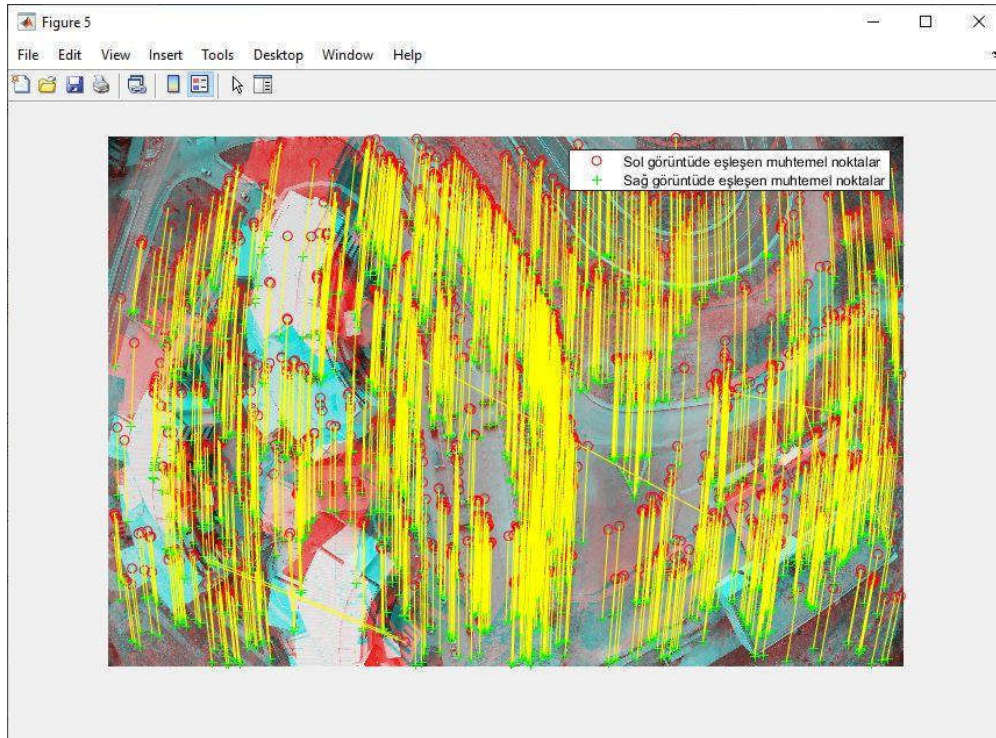 Figure 5
File Edit View Insert Tools Desktop Window Help
Sol görüntüde eşleşen muhtemel noktalar
Sağ görüntüde eşleşen muhtemel noktalar